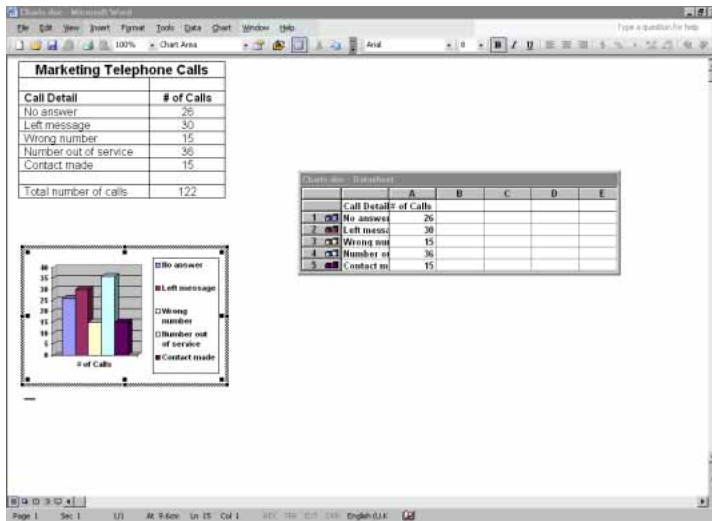 Charts.doc - Microsoft Word
File Edit View Insert Format Tools Data Chart Window Help
Type a question for help
100% Chart Area Arial 8 B I U
Marketing Telephone Calls
Call Detail # of Calls
No answer 26
Left message 30
Wrong number 15
Number out of service 36
Contact made 15
Total number of calls 122
Charts.doc - Datasheet
A B C D E
Call Detail # of Calls
1 No answer 26
2 Left messa 30
3 Wrong nu 15
4 Number o 36
5 Contact m 15
40
35
30
25
20
15
10
5
0
# of Calls
No answer
Left message
Wrong
number
Number out
of service
Contact made
Page 1 Sec 1 1/1 At 9.6cm Ln 15 Col 1 REC TRK EXT OVR English (U.K